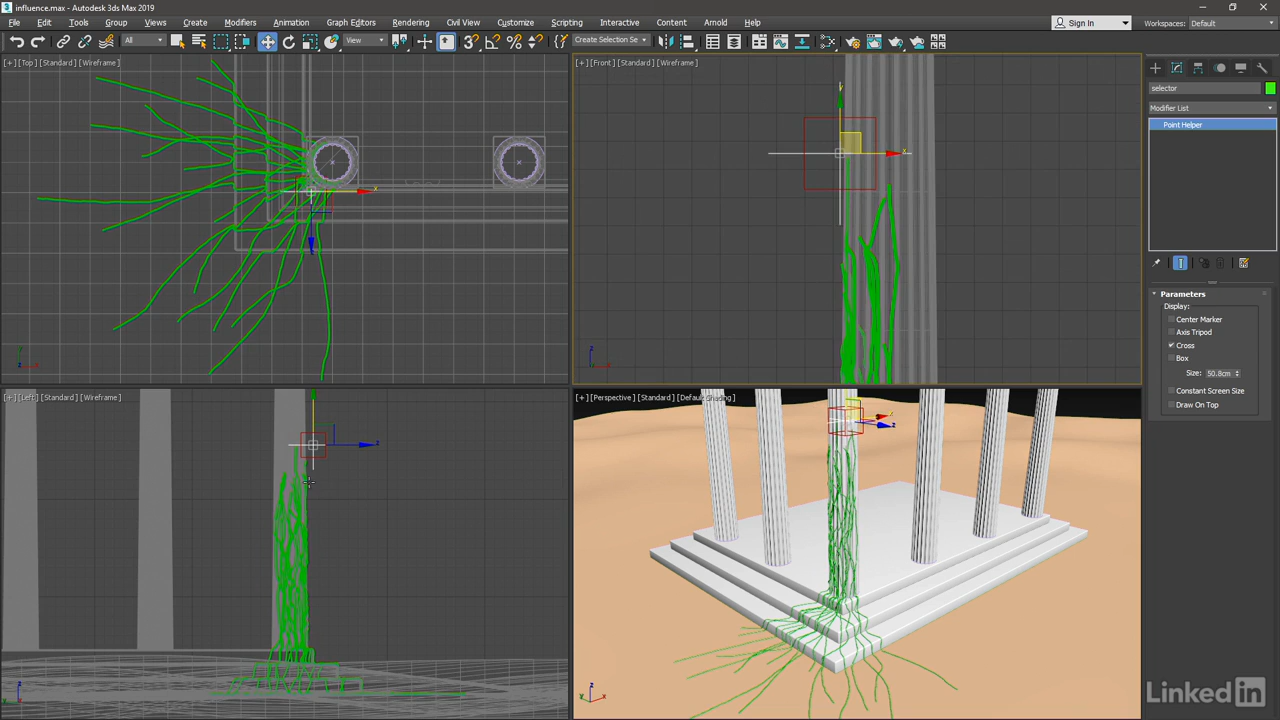 influence.max - Autodesk 3ds Max 2019
File Edit Tools Group Views Create Modifiers Animation Graph Editors Rendering Civil View Customize Scripting Interactive Content Arnold Help
Sign In Workspaces: Default
All View Create Selection Se
[+] [Top] [Standard] [Wireframe]
[+] [Front] [Standard] [Wireframe]
selector
Modifier List
Point Helper
x
y
x
z
z
x
z
x
Parameters
Display:
Center Marker
Axis Tripod
Cross
Box
Size: 50.8cm
Constant Screen Size
Draw On Top
[+] [Left] [Standard] [Wireframe]
[+] [Perspective] [Standard] [Default Shading]
z
z
x
z
y
z
y
x
Linked in